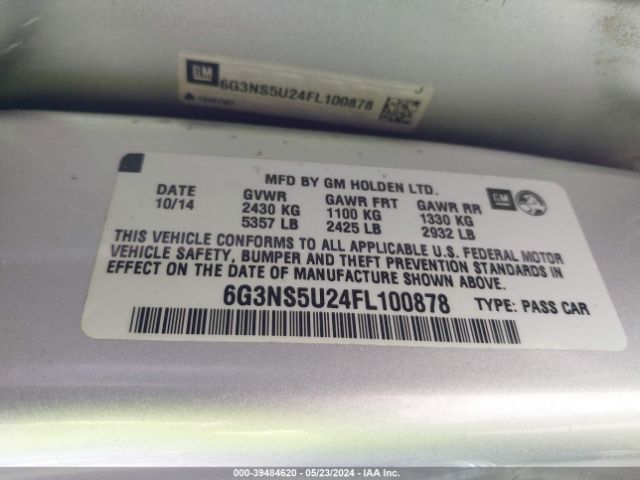 GM
6G3NS5U24FL100878
J
MFD BY GM HOLDEN LTD.
GM
DATE GVWR GAWR FRT GAWR RR
10/14 2430 KG 1100 KG 1330 KG
5357 LB 2425 LB 2932 LB
THIS VEHICLE CONFORMS TO ALL APPLICABLE U.S. FEDERAL MOTOR
VEHICLE SAFETY, BUMPER AND THEFT PREVENTION STANDARDS IN
EFFECT ON THE DATE OF MANUFACTURE SHOWN ABOVE.
6G3NS5U24FL100878
TYPE: PASS CAR
000-39484620 - 05/23/2024 - IAA Inc.